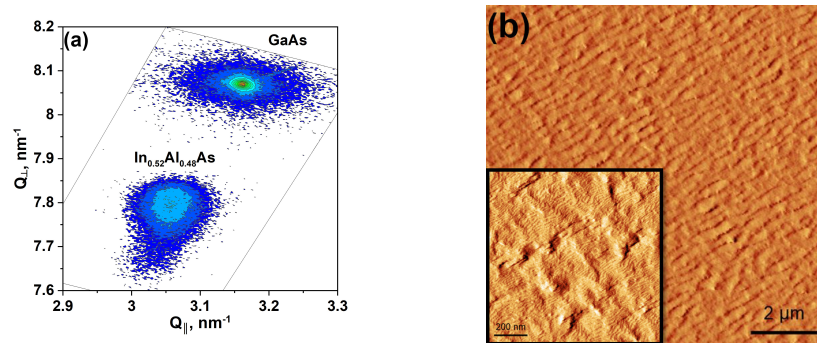 (a)
GaAs
In₀.₅₂Al₀.₄₈As
8.2
8.1
8
7.9
7.8
7.7
7.6
Q⊥, nm⁻¹
2.9 3 3.1 3.2 3.3
Q∥, nm⁻¹
(b)
200 nm
2 µm